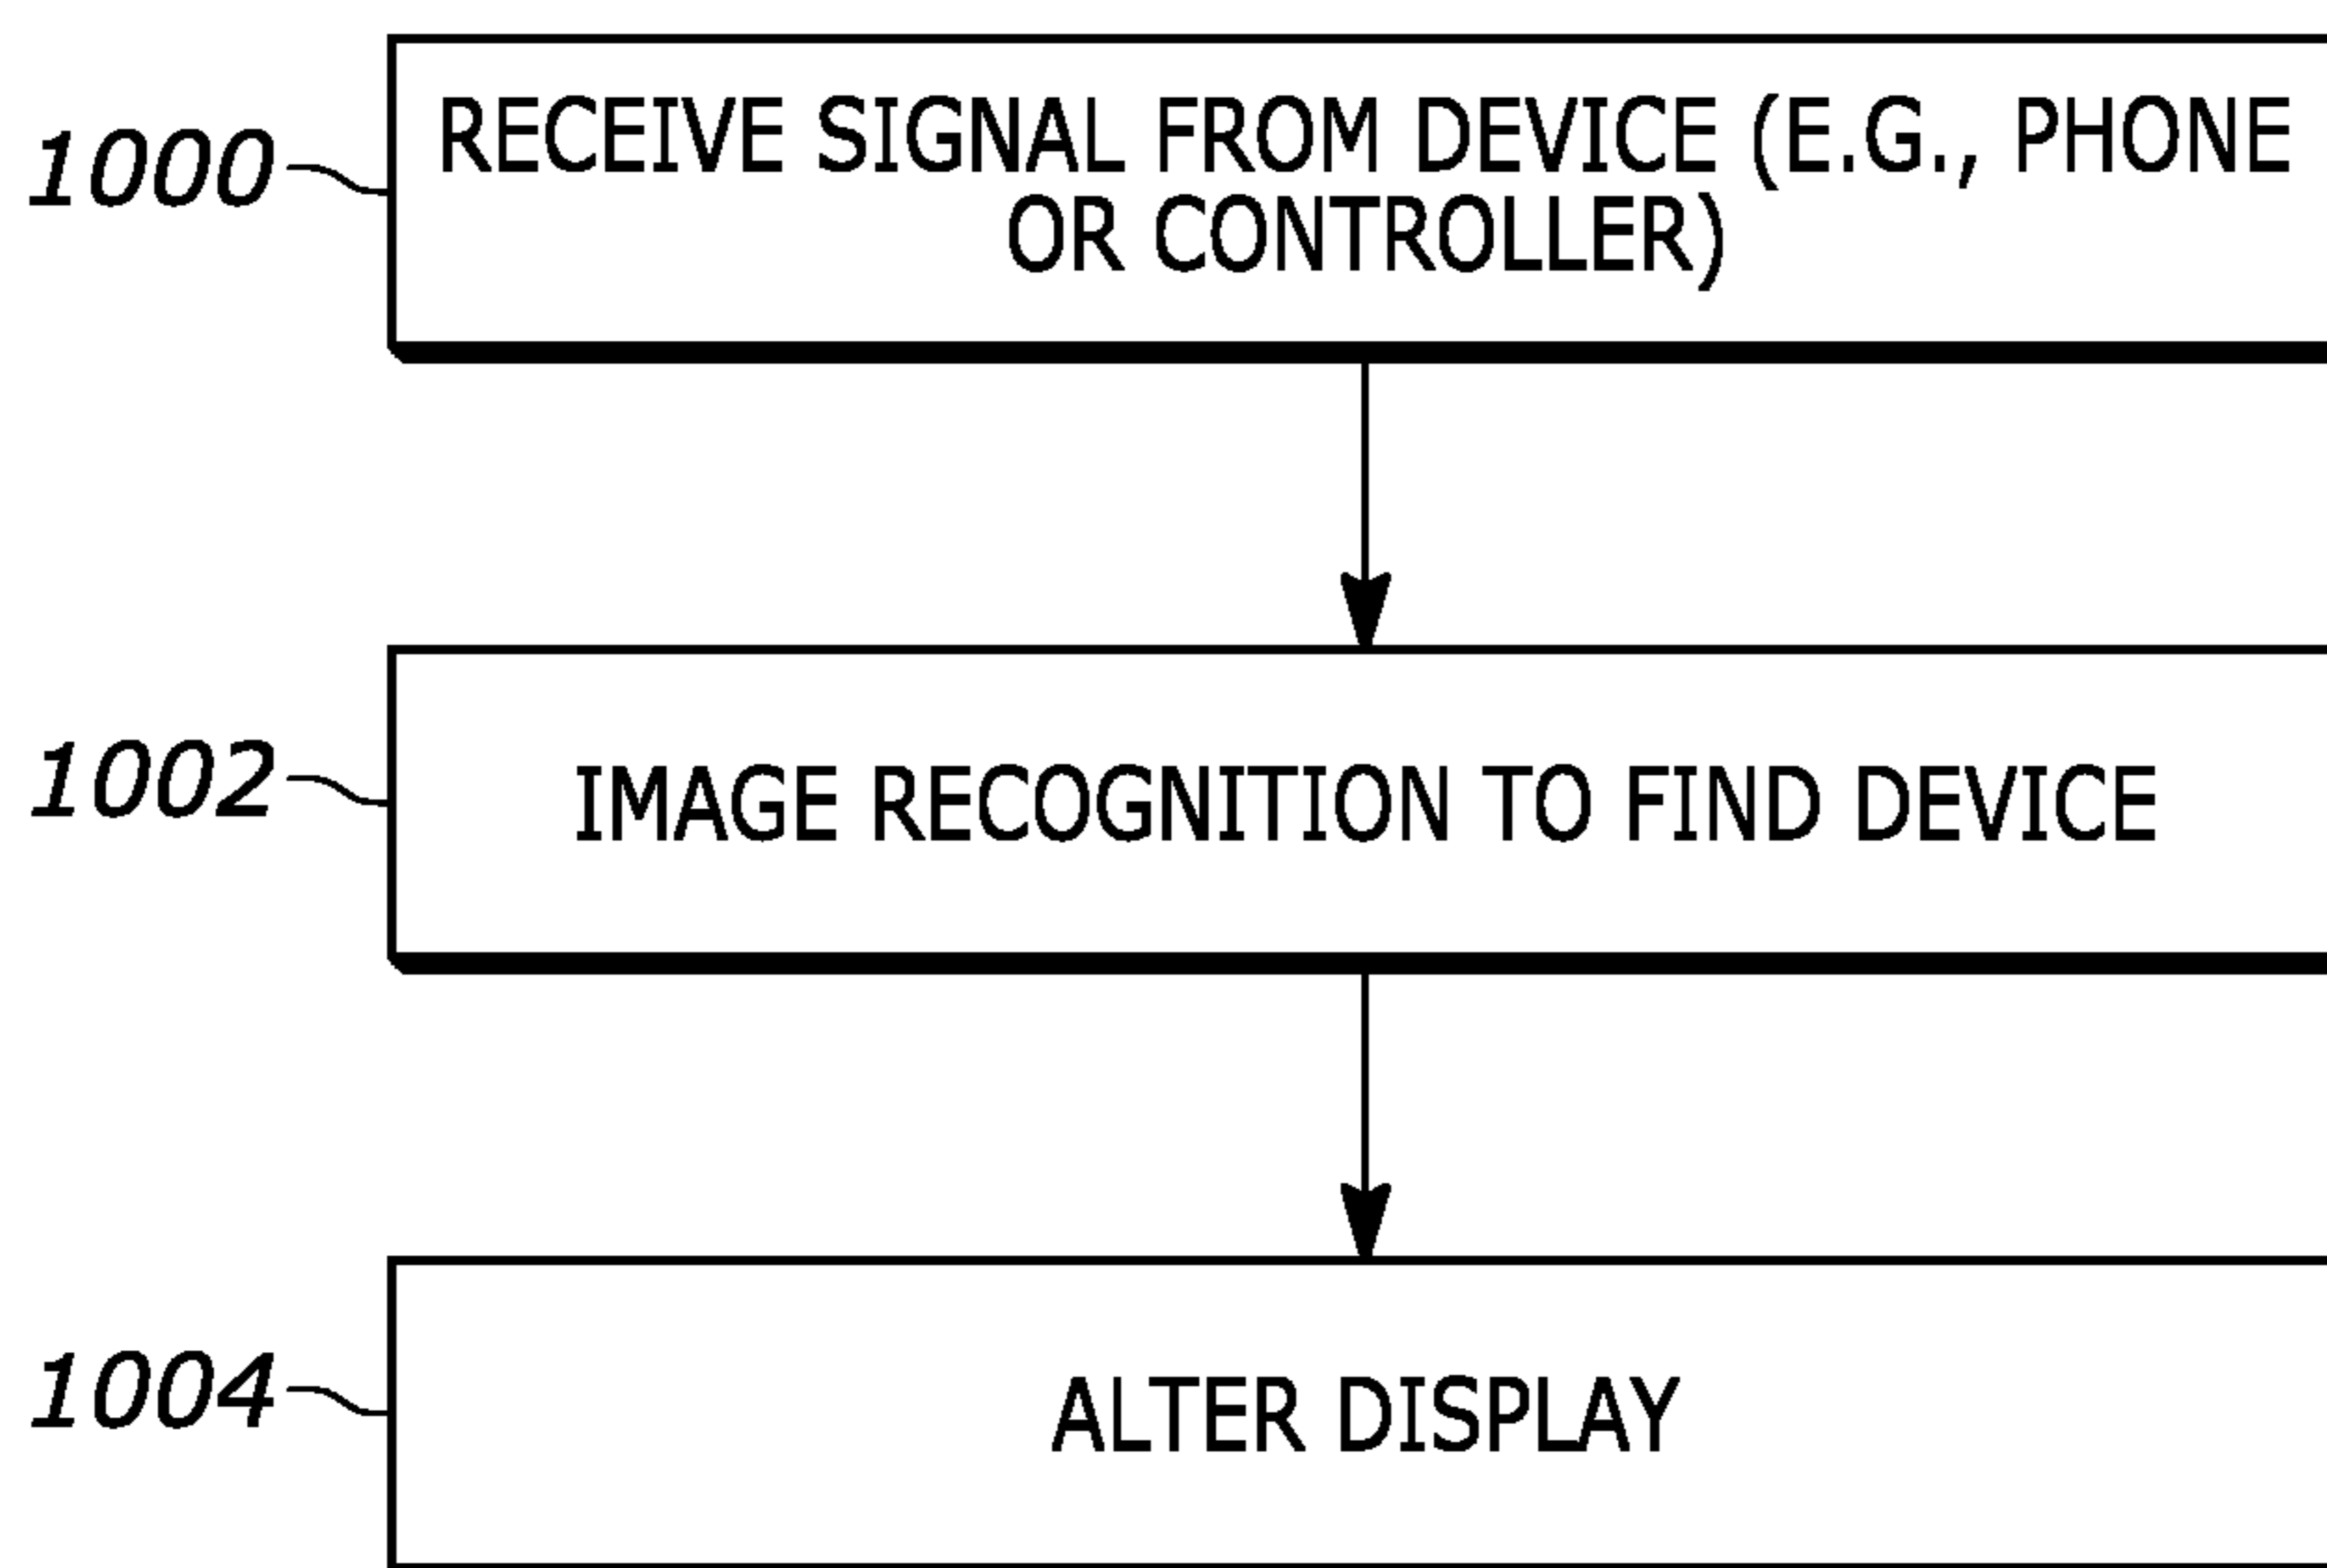 1000
RECEIVE SIGNAL FROM DEVICE (E.G., PHONE
OR CONTROLLER)
1002
IMAGE RECOGNITION TO FIND DEVICE
1004
ALTER DISPLAY